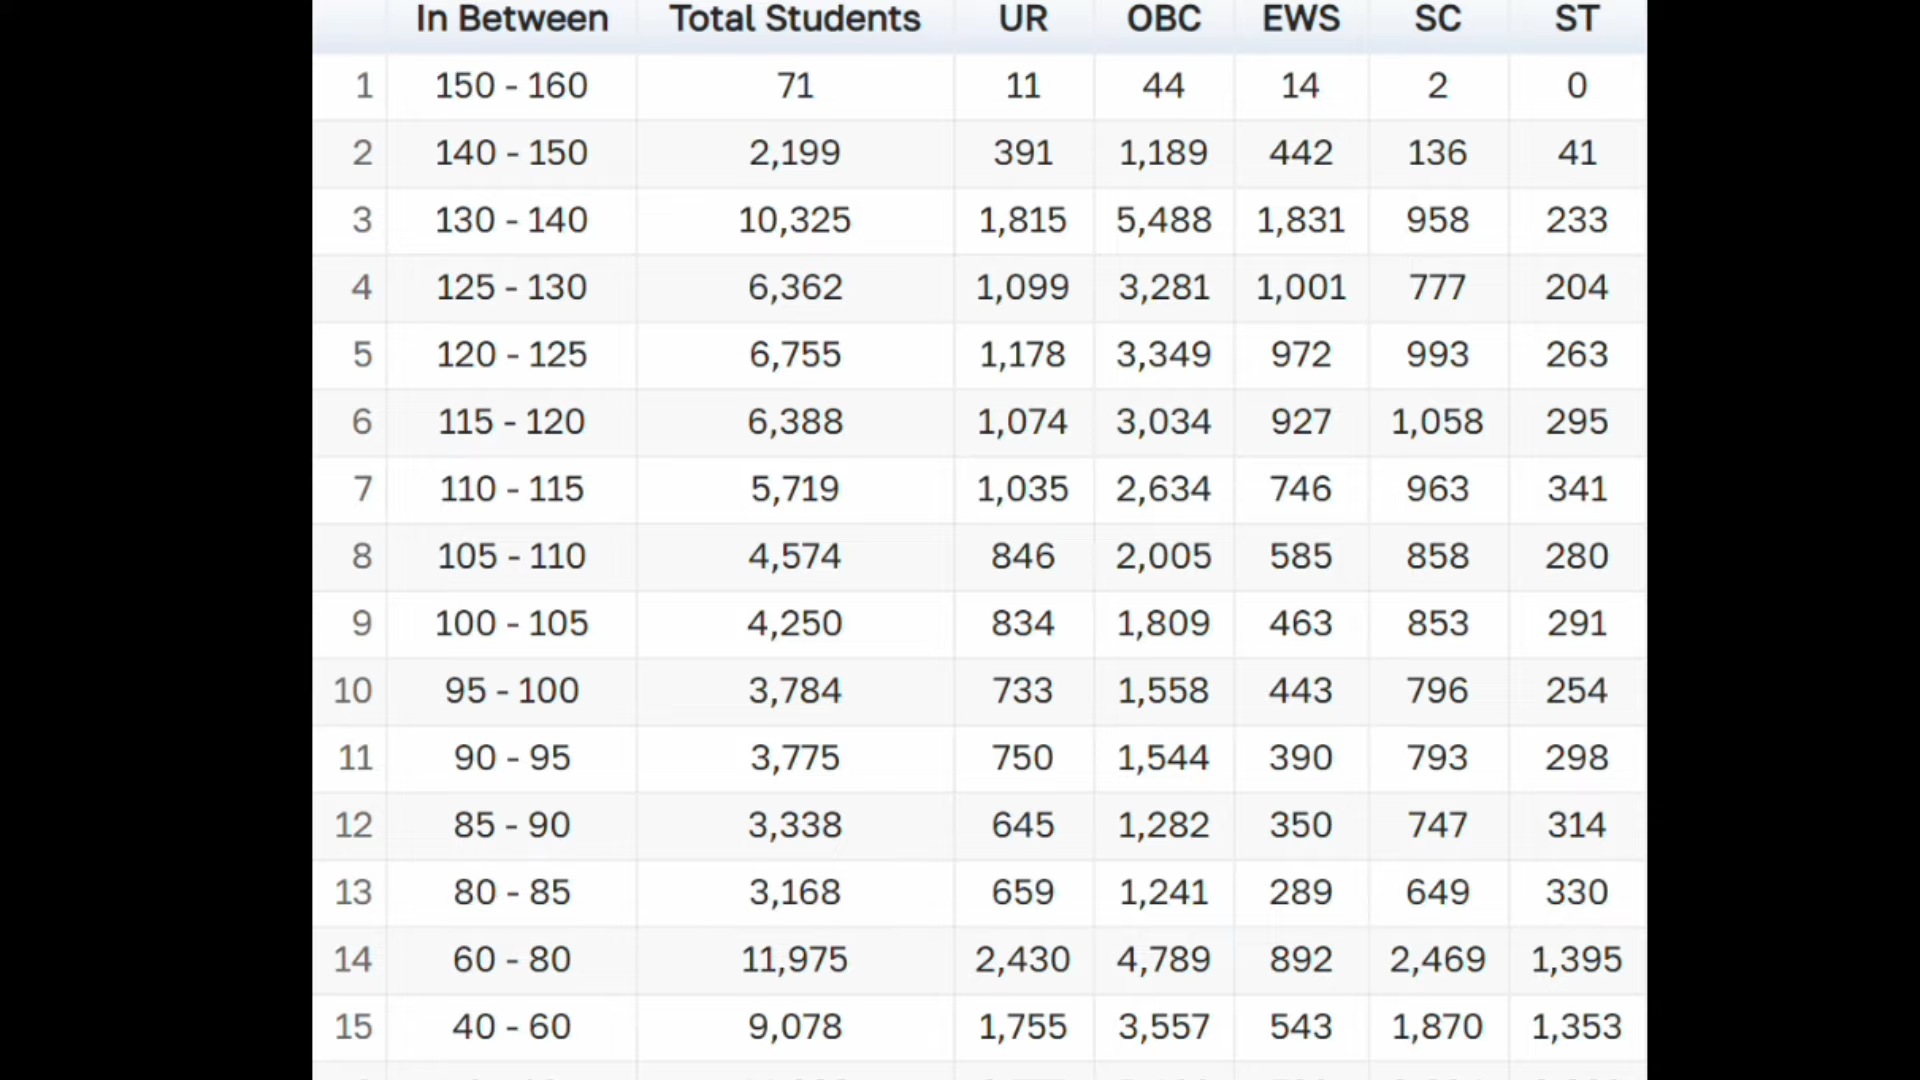 In Between Total Students UR OBC EWS SC ST
1 150 - 160 71 11 44 14 2 0
2 140 - 150 2,199 391 1,189 442 136 41
3 130 - 140 10,325 1,815 5,488 1,831 958 233
4 125 - 130 6,362 1,099 3,281 1,001 777 204
5 120 - 125 6,755 1,178 3,349 972 993 263
6 115 - 120 6,388 1,074 3,034 927 1,058 295
7 110 - 115 5,719 1,035 2,634 746 963 341
8 105 - 110 4,574 846 2,005 585 858 280
9 100 - 105 4,250 834 1,809 463 853 291
10 95 - 100 3,784 733 1,558 443 796 254
11 90 - 95 3,775 750 1,544 390 793 298
12 85 - 90 3,338 645 1,282 350 747 314
13 80 - 85 3,168 659 1,241 289 649 330
14 60 - 80 11,975 2,430 4,789 892 2,469 1,395
15 40 - 60 9,078 1,755 3,557 543 1,870 1,353